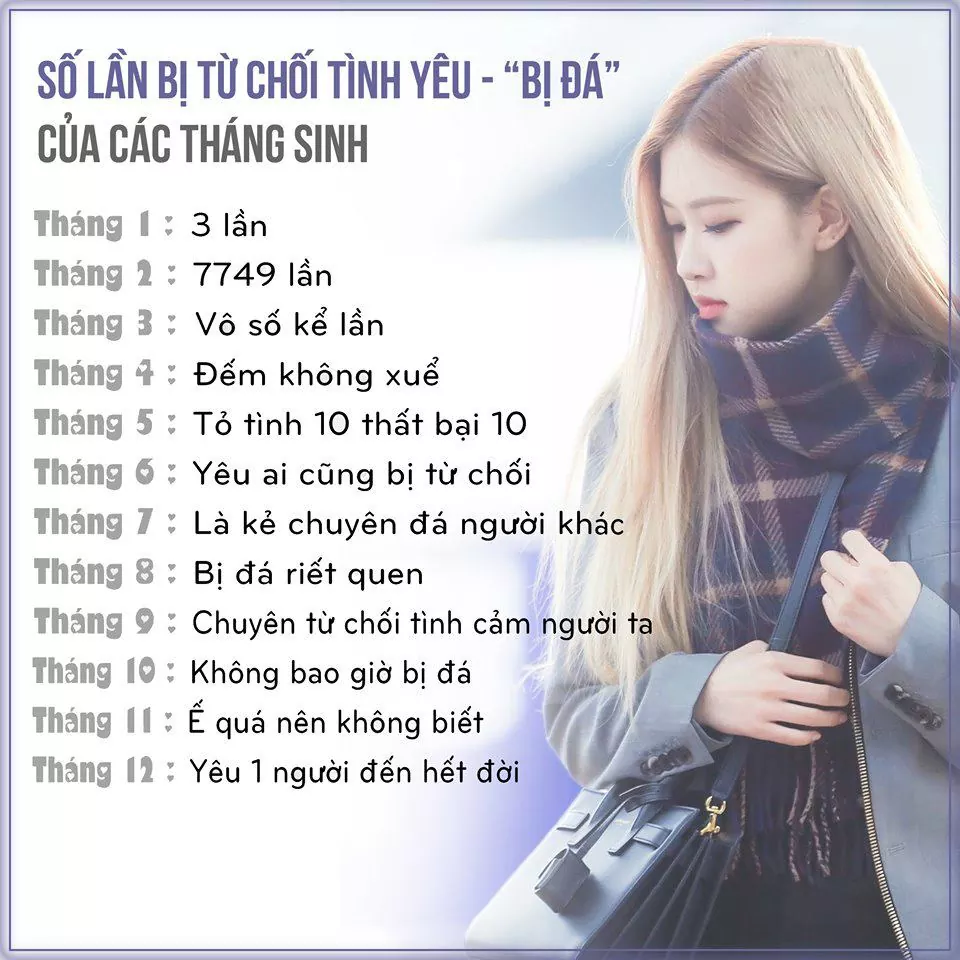 SỐ LẦN BỊ TỪ CHỐI TÌNH YÊU - “BỊ ĐÁ”
CỦA CÁC THÁNG SINH
Tháng 1 : 3 lần
Tháng 2 : 7749 lần
Tháng 3 : Vô số kể lần
Tháng 4 : Đếm không xuể
Tháng 5 : Tỏ tình 10 thất bại 10
Tháng 6 : Yêu ai cũng bị từ chối
Tháng 7 : Là kẻ chuyên đá người khác
Tháng 8 : Bị đá riết quen
Tháng 9 : Chuyên từ chối tình cảm người ta
Tháng 10 : Không bao giờ bị đá
Tháng 11 : Ế quá nên không biết
Tháng 12 : Yêu 1 người đến hết đời